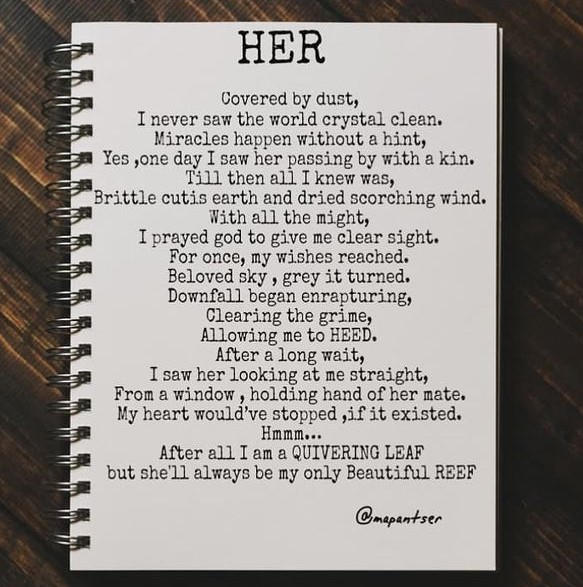 HER
Covered by dust,
I never saw the world crystal clean.
Miracles happen without a hint,
Yes ,one day I saw her passing by with a kin.
Till then all I knew was,
Brittle cutis earth and dried scorching wind.
With all the might,
I prayed god to give me clear sight.
For once, my wishes reached.
Beloved sky , grey it turned.
Downfall began enrapturing,
Clearing the grime,
Allowing me to HEED.
After a long wait,
I saw her looking at me straight,
From a window , holding hand of her mate.
My heart would've stopped ,if it existed.
Hmmm...
After all I am a QUIVERING LEAF
but she'll always be my only Beautiful REEF
@mapantser